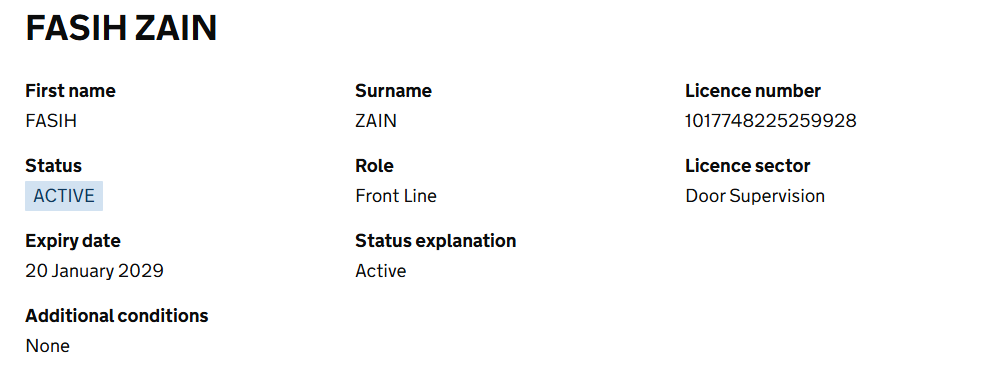 FASIH ZAIN
First name Surname Licence number
FASIH ZAIN 1017748225259928
Status Role Licence sector
ACTIVE Front Line Door Supervision
Expiry date Status explanation
20 January 2029 Active
Additional conditions
None